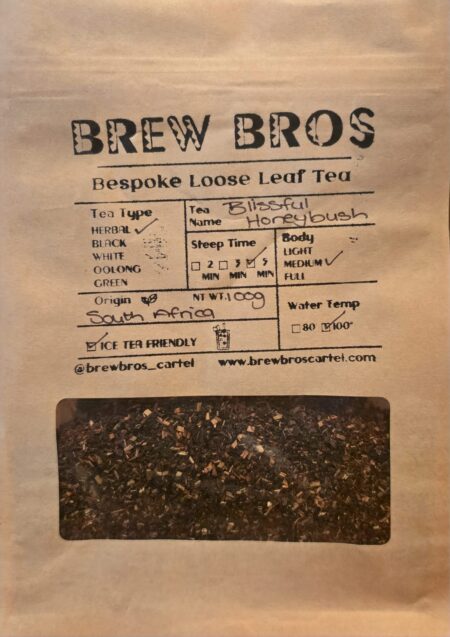 BREW BROS
Bespoke Loose Leaf Tea
Tea Type
HERBAL ✓
BLACK
WHITE
OOLONG
GREEN
Tea Name Blissful Honeybush
Steep Time
☐ 2 MIN ☐ 3 MIN ☑ 5 MIN
Body
LIGHT
MEDIUM ✓
FULL
Origin
South Africa
NT WT: 100g
Water Temp
☐ 80 ☑ 100°
☑ ICE TEA FRIENDLY
@brewbros_cartel www.brewbroscartel.com